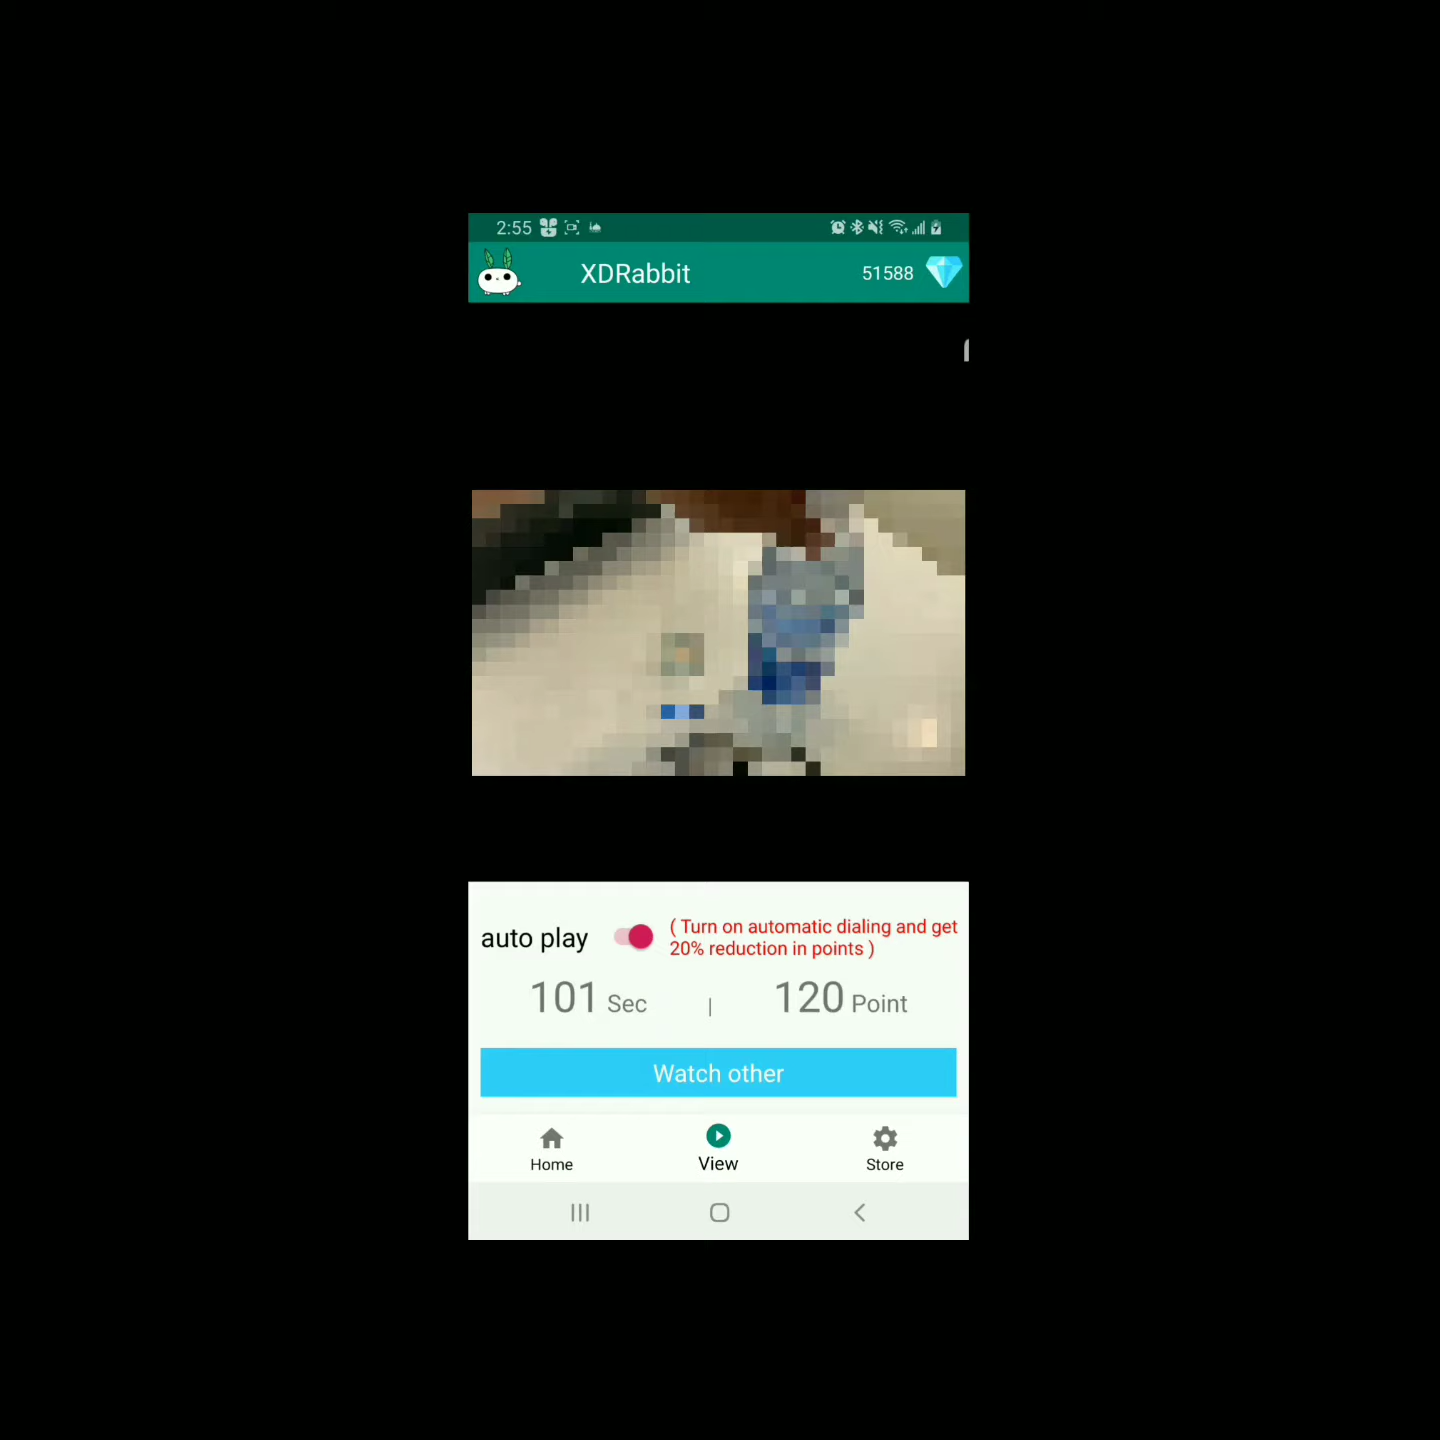 2:55
XDRabbit
51588
auto play
( Turn on automatic dialing and get
20% reduction in points )
101 Sec | 120 Point
Watch other
Home View Store